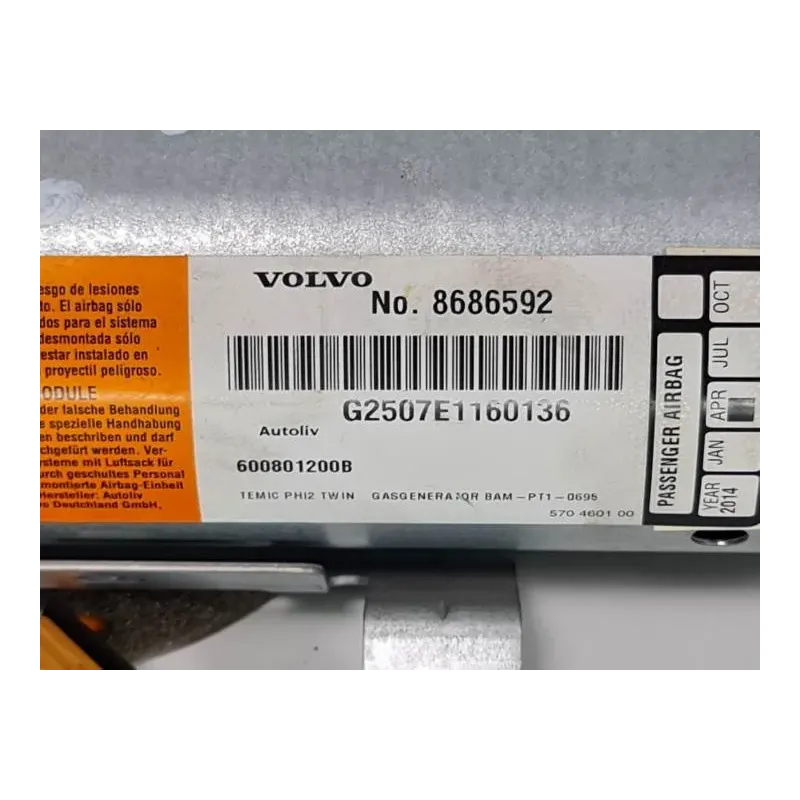 esgo de lesiones
to. El airbag sólo
dos para el sistema
desmontada sólo
estar instalado en
proyectil peligroso.
ODULE
der falsche Behandlung
e spezielle Handhabung
en beschrieben und darf
chgeführt werden. Ver-
steme mit Luftsack für
urch geschultes Personal
montierte Airbag-Einheit
Hersteller: Autoliv
Deutschland GmbH.
VOLVO
No. 8686592
G2507E1160136
Autoliv
600801200B
TEMIC PHI2 TWIN GASGENERATOR BAM-PT1-0695
570 4601 00
PASSENGER AIRBAG
OCT
JUL
APR
JAN
YEAR
2014